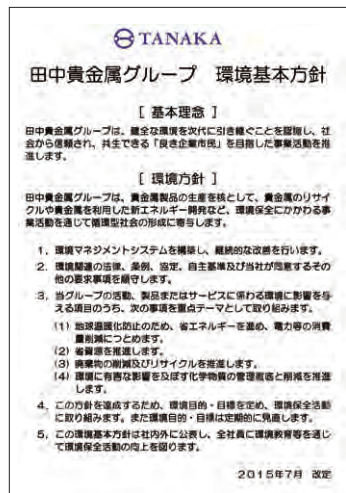 TANAKA
田中貴金属グループ　環境基本方針
［ 基本理念 ］
田中貴金属グループは、健全な環境を次代に引き継ぐことを認識し、社
会から信頼され、共生できる「良き企業市民」を目指した事業活動を推
進します。
［ 環境方針 ］
田中貴金属グループは、貴金属製品の生産を核として、貴金属のリサイ
クルや貴金属を利用した新エネルギー開発など、環境保全にかかわる事
業活動を通じて循環型社会の形成に寄与します。
1．環境マネジメントシステムを構築し、継続的な改善を行います。
2．環境関連の法律、条例、協定、自主基準及び当社が同意するその
他の要求事項を順守します。
3．当グループの活動、製品またはサービスに係わる環境に影響を与
える項目のうち、次の事項を重点テーマとして取り組みます。
(1) 地球温暖化防止のため、省エネルギーを進め、電力等の消費
量削減につとめます。
(2) 省資源を推進します。
(3) 廃棄物の削減及びリサイクルを推進します。
(4) 環境に有害な影響を及ぼす化学物質の管理徹底と削減を推進
します。
4．この方針を達成するため、環境目的・目標を定め、環境保全活動
に取り組みます。また環境目的・目標は定期的に見直します。
5．この環境基本方針は社内外に公表し、全社員に環境教育等を通じ
て環境保全活動の向上を図ります。
2015年7月　改定